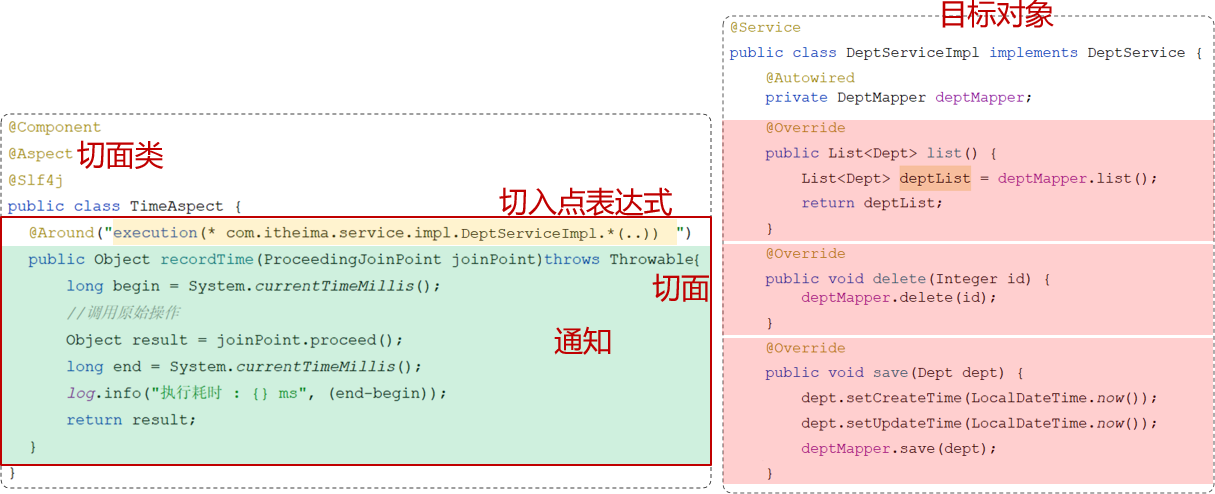 @Component
@Aspect 切面类
@Slf4j
public class TimeAspect {
切入点表达式
@Around("execution(* com.itheima.service.impl.DeptServiceImpl.*(..)) ")
public Object recordTime(ProceedingJoinPoint joinPoint)throws Throwable{
切面
long begin = System.currentTimeMillis();
//调用原始操作
Object result = joinPoint.proceed();
通知
long end = System.currentTimeMillis();
log.info("执行耗时 : {} ms", (end-begin));
return result;
}
}
目标对象
@Service
public class DeptServiceImpl implements DeptService {
@Autowired
private DeptMapper deptMapper;
@Override
public List<Dept> list() {
List<Dept> deptList = deptMapper.list();
return deptList;
}
@Override
public void delete(Integer id) {
deptMapper.delete(id);
}
@Override
public void save(Dept dept) {
dept.setCreateTime(LocalDateTime.now());
dept.setUpdateTime(LocalDateTime.now());
deptMapper.save(dept);
}